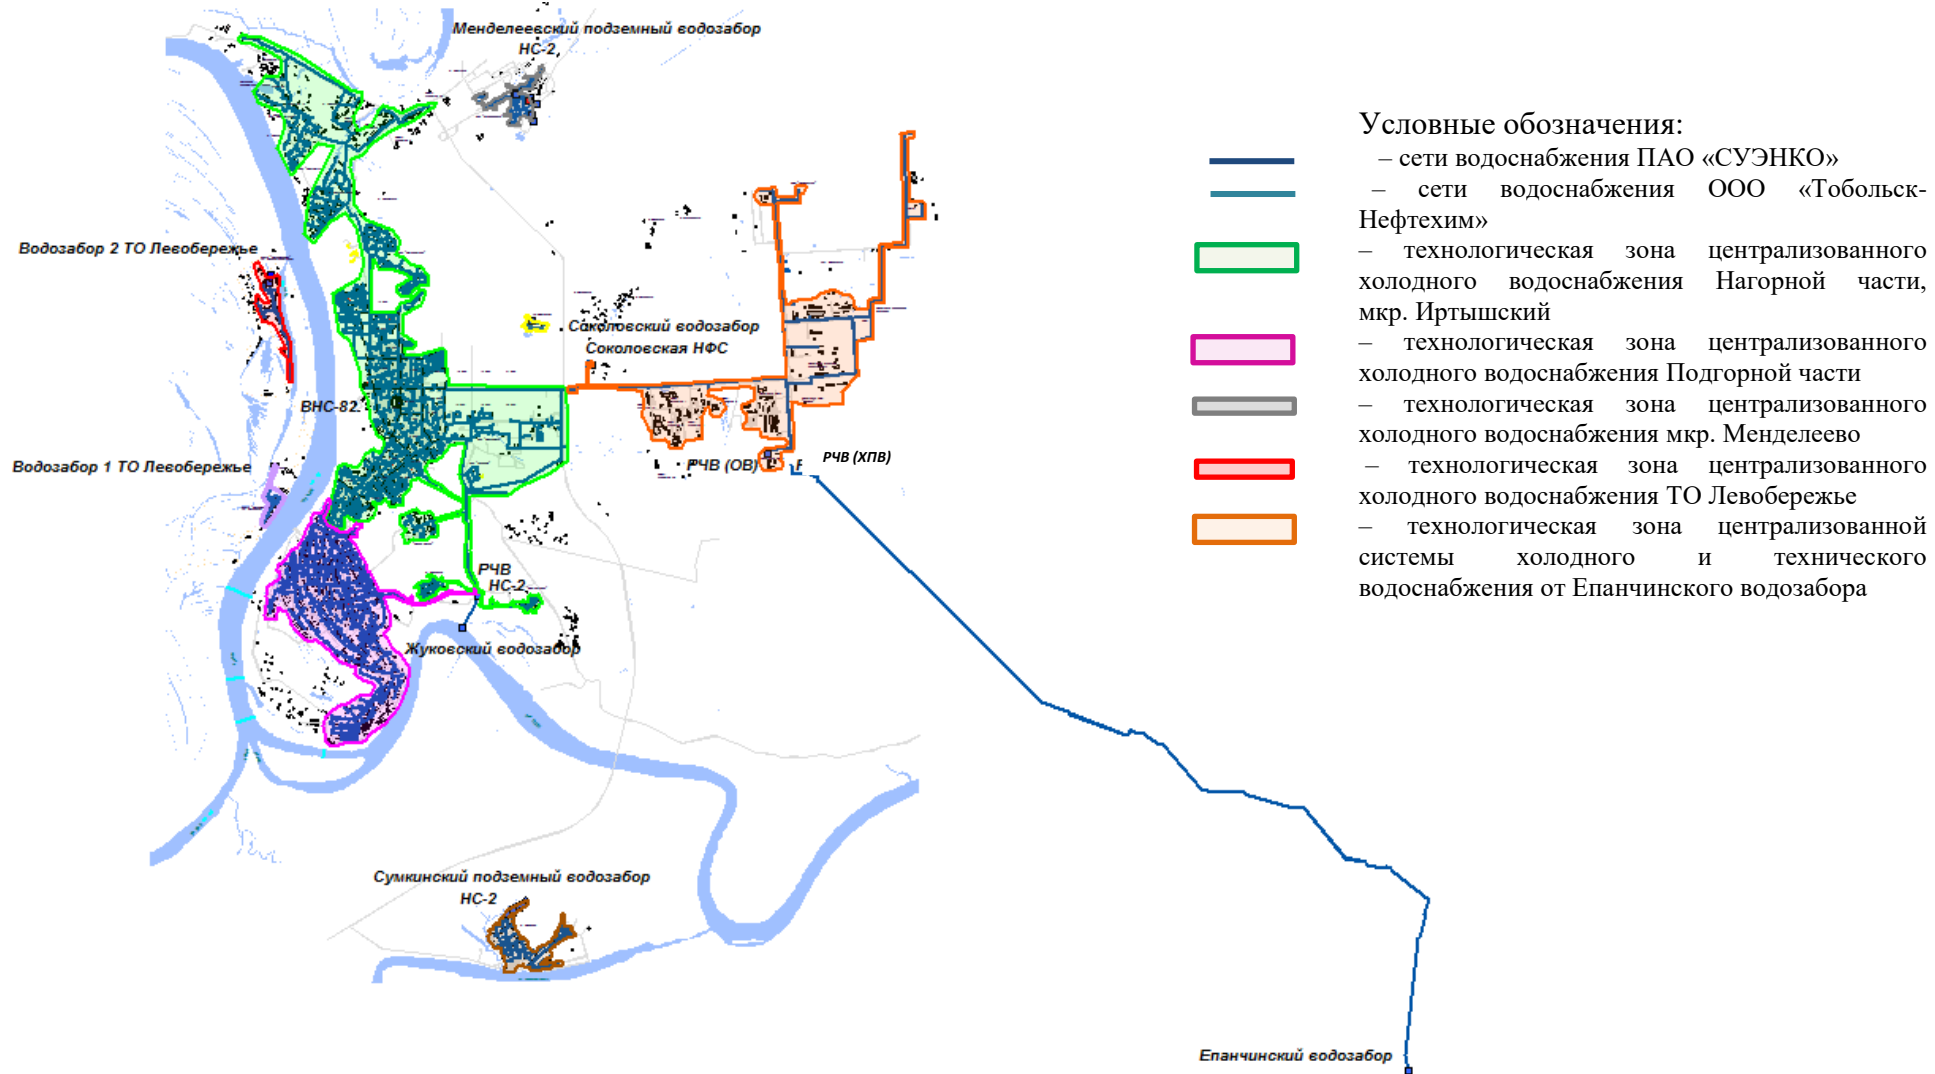 Менделеевский подземный водозабор
НС-2
Водозабор 2 ТО Левобережье
Соколовский водозабор
Соколовская НФС
ВНС-82
Водозабор 1 ТО Левобережье
РЧВ (ОВ)
РЧВ (ХПВ)
РЧВ
НС-2
Жуковский водозабор
Сумкинский подземный водозабор
НС-2
Епанчинский водозабор
Условные обозначения:
– сети водоснабжения ПАО «СУЭНКО»
– сети водоснабжения ООО «Тобольск-
Нефтехим»
– технологическая зона централизованного
холодного водоснабжения Нагорной части,
мкр. Иртышский
– технологическая зона централизованного
холодного водоснабжения Подгорной части
– технологическая зона централизованного
холодного водоснабжения мкр. Менделеево
– технологическая зона централизованного
холодного водоснабжения ТО Левобережье
– технологическая зона централизованной
системы холодного и технического
водоснабжения от Епанчинского водозабора